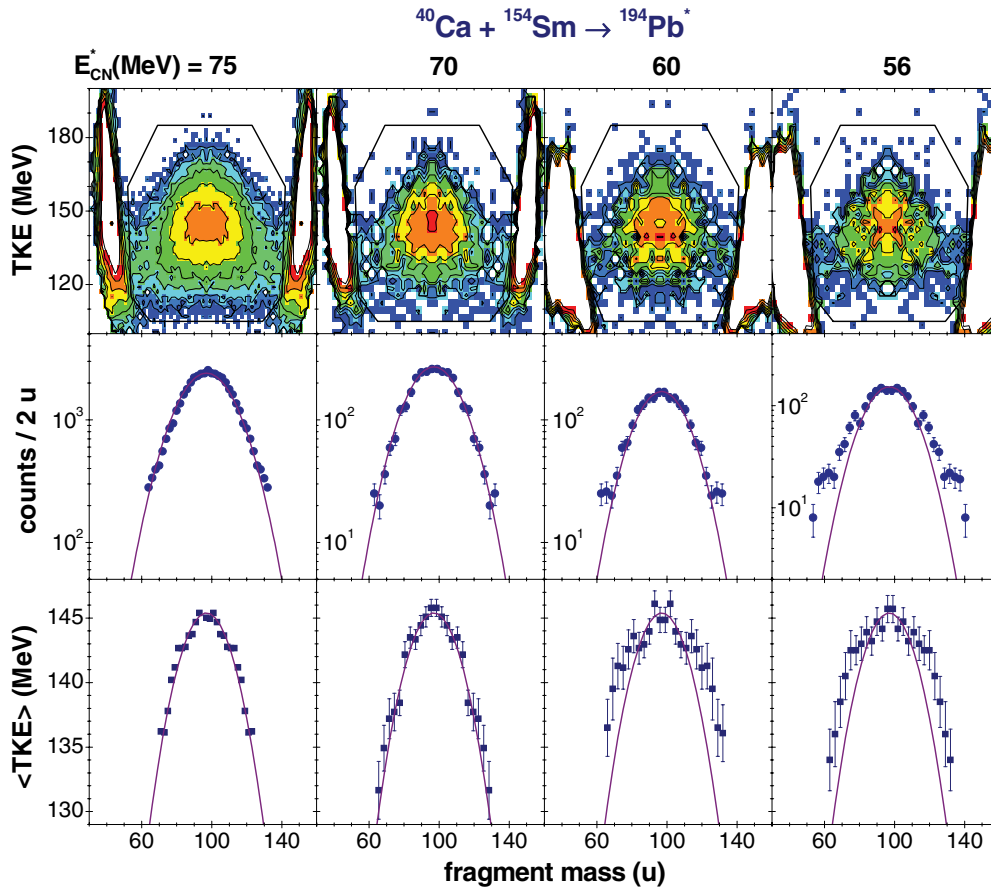 ⁴⁰Ca + ¹⁵⁴Sm → ¹⁹⁴Pb*
E*CN(MeV) = 75 70 60 56
TKE (MeV)
180
150
120
counts / 2 u
10³
10²
10²
10¹
10²
10¹
10²
10¹
<TKE> (MeV)
145
140
135
130
60 100 140 60 100 140 60 100 140 60 100 140
fragment mass (u)